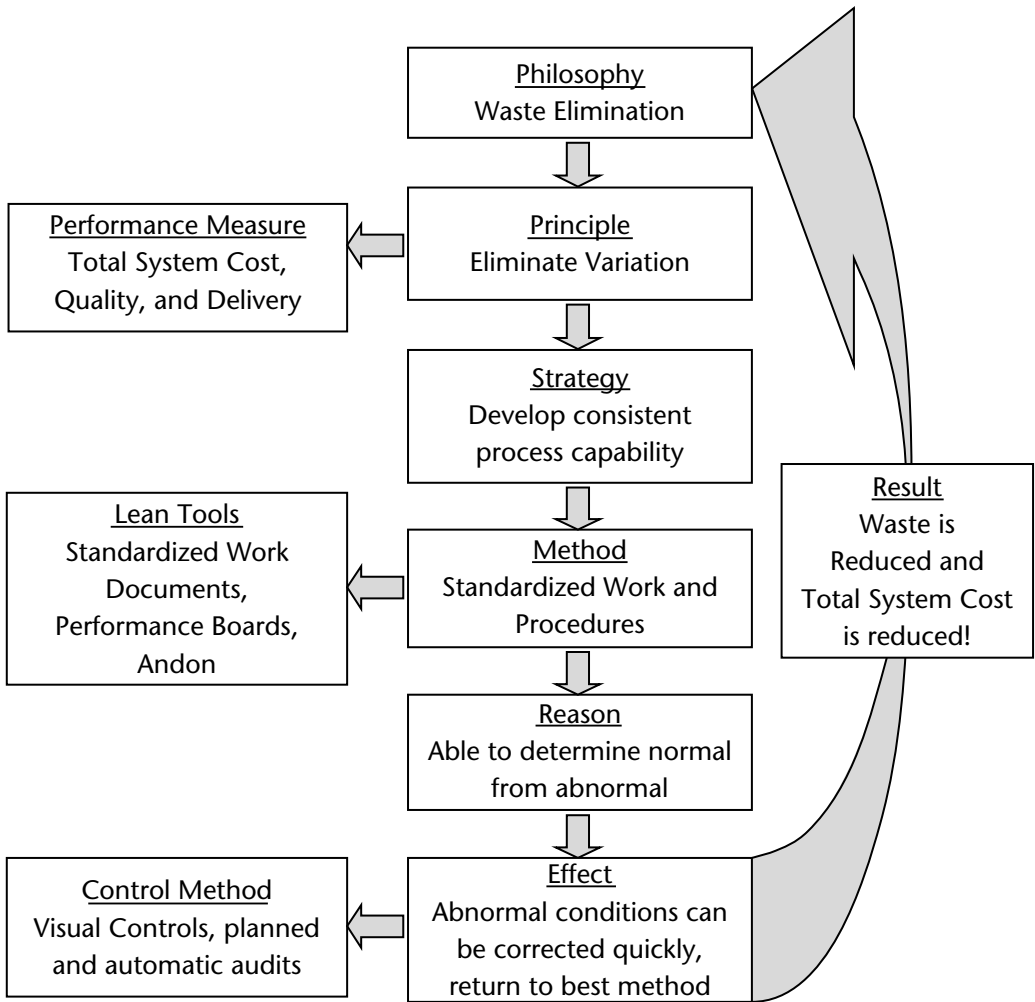 Philosophy
Waste Elimination
Performance Measure
Total System Cost,
Quality, and Delivery
Principle
Eliminate Variation
Strategy
Develop consistent
process capability
Lean Tools
Standardized Work
Documents,
Performance Boards,
Andon
Method
Standardized Work and
Procedures
Result
Waste is
Reduced and
Total System Cost
is reduced!
Reason
Able to determine normal
from abnormal
Control Method
Visual Controls, planned
and automatic audits
Effect
Abnormal conditions can
be corrected quickly,
return to best method